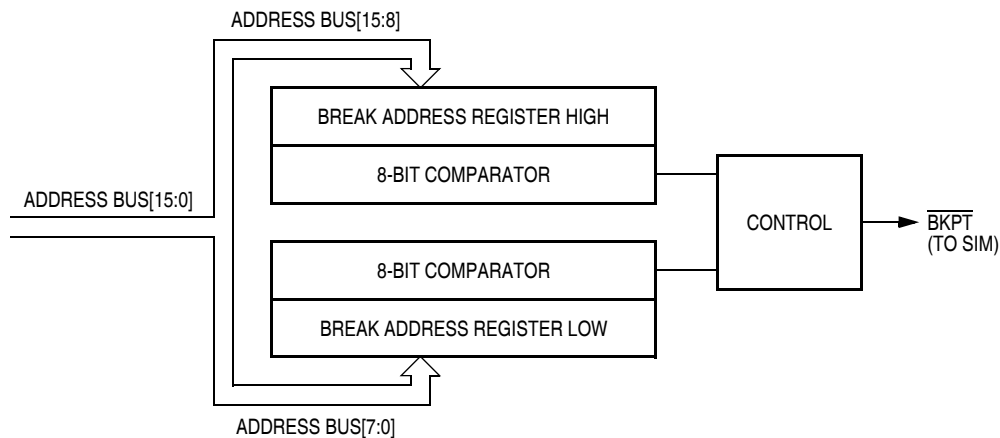 ADDRESS BUS[15:8]
BREAK ADDRESS REGISTER HIGH
8-BIT COMPARATOR
ADDRESS BUS[15:0]
CONTROL
BKPT
(TO SIM)
8-BIT COMPARATOR
BREAK ADDRESS REGISTER LOW
ADDRESS BUS[7:0]